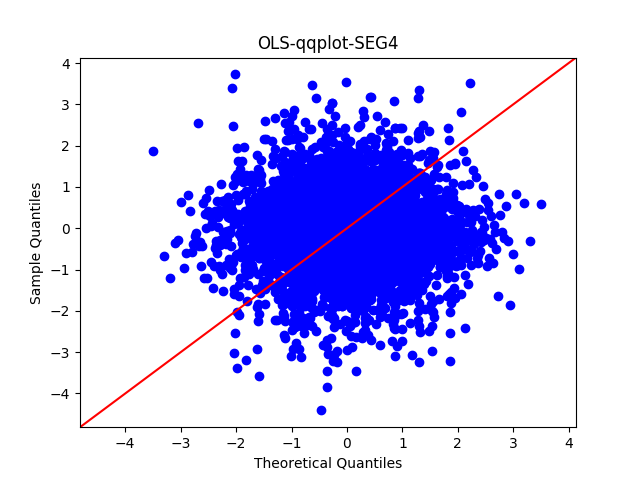 OLS-qqplot-SEG4
4
3
2
1
0
−1
−2
−3
−4
Sample Quantiles
−4 −3 −2 −1 0 1 2 3 4
Theoretical Quantiles